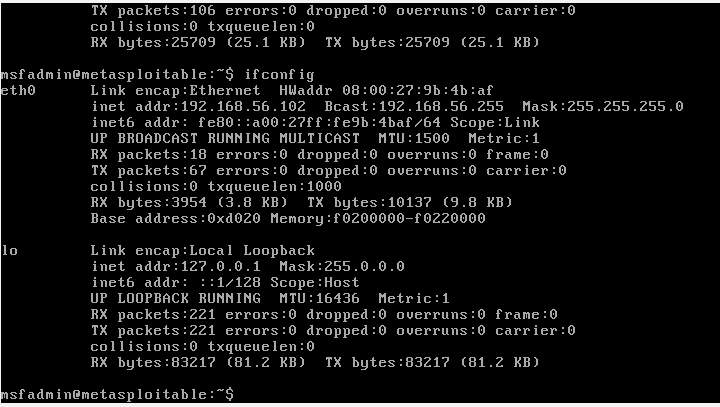 TX packets:106 errors:0 dropped:0 overruns:0 carrier:0
collisions:0 txqueuelen:0
RX bytes:25709 (25.1 KB)  TX bytes:25709 (25.1 KB)
msfadmin@metasploitable:~$ ifconfig
eth0      Link encap:Ethernet  HWaddr 08:00:27:9b:4b:af
inet addr:192.168.56.102  Bcast:192.168.56.255  Mask:255.255.255.0
inet6 addr: fe80::a00:27ff:fe9b:4baf/64 Scope:Link
UP BROADCAST RUNNING MULTICAST  MTU:1500  Metric:1
RX packets:18 errors:0 dropped:0 overruns:0 frame:0
TX packets:67 errors:0 dropped:0 overruns:0 carrier:0
collisions:0 txqueuelen:1000
RX bytes:3954 (3.8 KB)  TX bytes:10137 (9.8 KB)
Base address:0xd020 Memory:f0200000-f0220000
lo        Link encap:Local Loopback
inet addr:127.0.0.1  Mask:255.0.0.0
inet6 addr: ::1/128 Scope:Host
UP LOOPBACK RUNNING  MTU:16436  Metric:1
RX packets:221 errors:0 dropped:0 overruns:0 frame:0
TX packets:221 errors:0 dropped:0 overruns:0 carrier:0
collisions:0 txqueuelen:0
RX bytes:83217 (81.2 KB)  TX bytes:83217 (81.2 KB)
msfadmin@metasploitable:~$